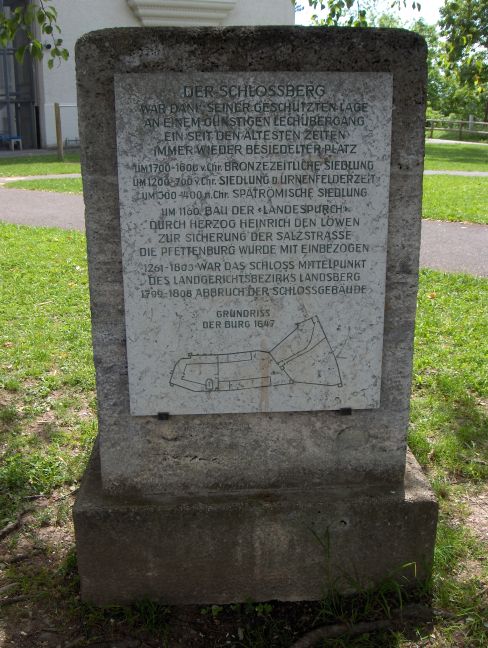 DER SCHLOSSBERG
WAR DANK SEINER GESCHÜTZTEN LAGE
AN EINEM GÜNSTIGEN LECHÜBERGANG
EIN SEIT DEN ÄLTESTEN ZEITEN
IMMER WIEDER BESIEDELTER PLATZ
UM 1700-1600 v. Chr. BRONZEZEITLICHE SIEDLUNG
UM 1200-700 v. Chr. SIEDLUNG D. URNENFELDERZEIT
UM 300-400 n. Chr. SPÄTRÖMISCHE SIEDLUNG
UM 1160 BAU DER «LANDESPURCH»
DURCH HERZOG HEINRICH DEN LÖWEN
ZUR SICHERUNG DER SALZSTRASSE
DIE PFETTENBURG WURDE MIT EINBEZOGEN
1261-1803 WAR DAS SCHLOSS MITTELPUNKT
DES LANDGERICHTSBEZIRKS LANDSBERG
1799-1808 ABBRUCH DER SCHLOSSGEBÄUDE
GRUNDRISS
DER BURG 1647